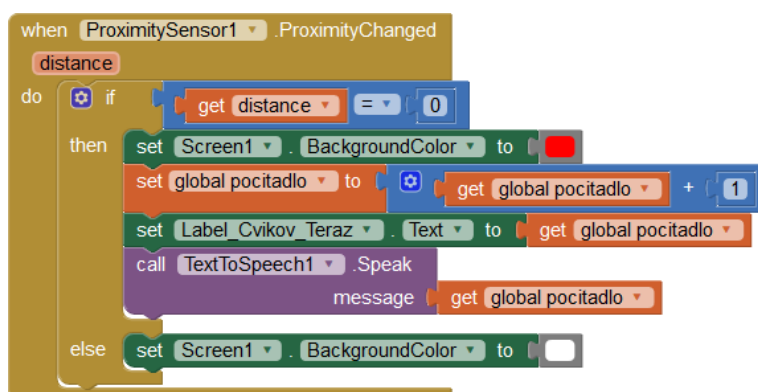 when ProximitySensor1 .ProximityChanged
distance
do if get distance = 0
then set Screen1 . BackgroundColor to
set global pocitadlo to get global pocitadlo + 1
set Label_Cvikov_Teraz . Text to get global pocitadlo
call TextToSpeech1 .Speak
message get global pocitadlo
else set Screen1 . BackgroundColor to